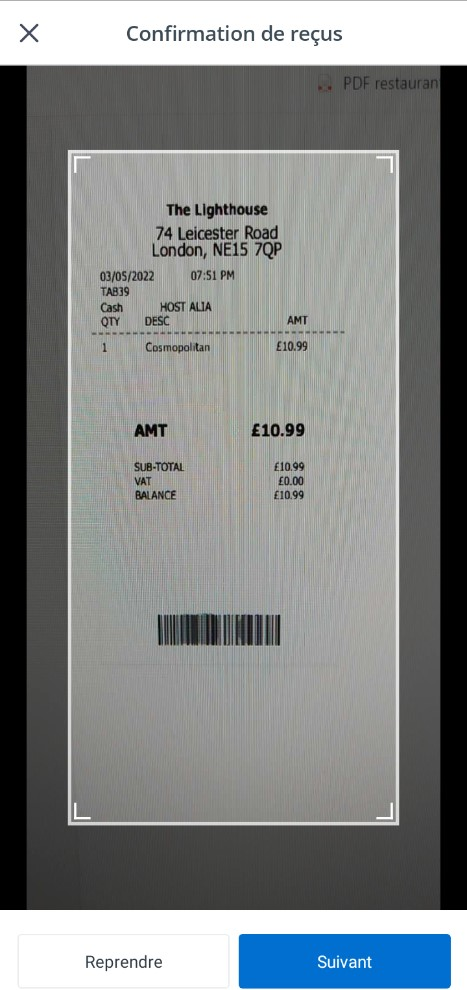 Confirmation de reçus
PDF restauran
The Lighthouse
74 Leicester Road
London, NE15 7QP
03/05/2022 07:51 PM
TAB39
Cash HOST ALIA
QTY DESC AMT
1 Cosmopolitan £10.99
AMT £10.99
SUB-TOTAL £10.99
VAT £0.00
BALANCE £10.99
Reprendre Suivant